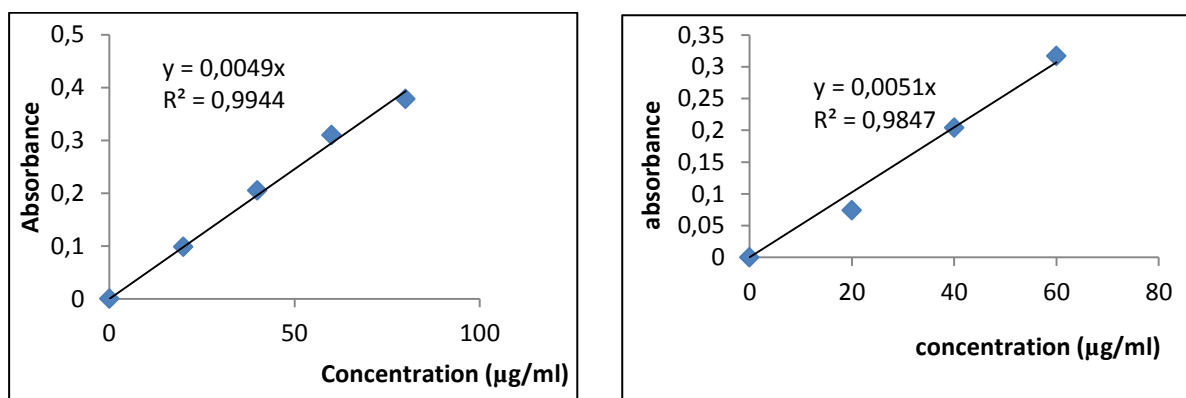 0,5
0,4
0,3
0,2
0,1
0
y = 0,0049x
R² = 0,9944
Absorbance
0
50
100
Concentration (µg/ml)
0,35
0,3
0,25
0,2
0,15
0,1
0,05
0
y = 0,0051x
R² = 0,9847
absorbance
0
20
40
60
80
concentration (µg/ml)